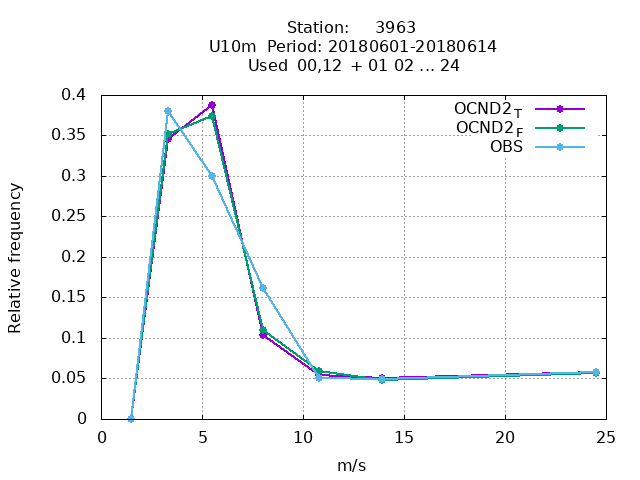 Station: 3963
U10m Period: 20180601-20180614
Used 00,12 + 01 02 ... 24
0.4
0.35
0.3
0.25
0.2
0.15
0.1
0.05
0
Relative frequency
OCND2T
OCND2F
OBS
0 5 10 15 20 25
m/s